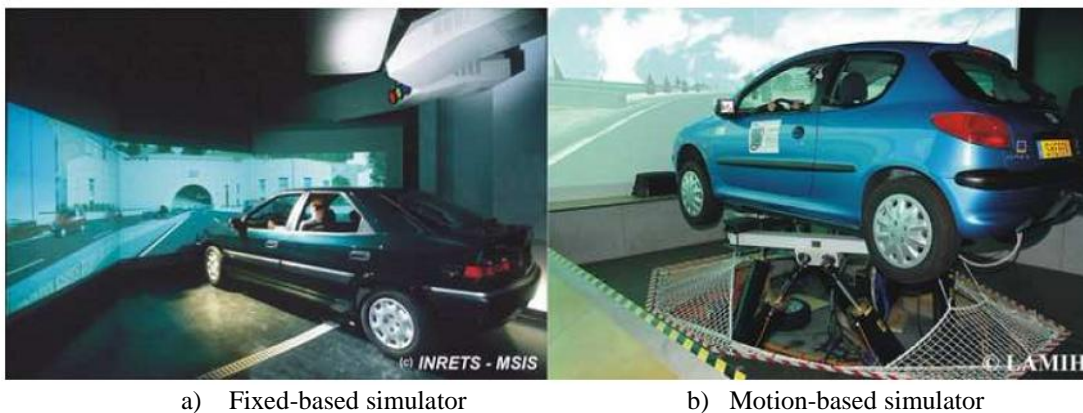 (c) INRETS - MSIS
© LAMIH
a) Fixed-based simulator
b) Motion-based simulator